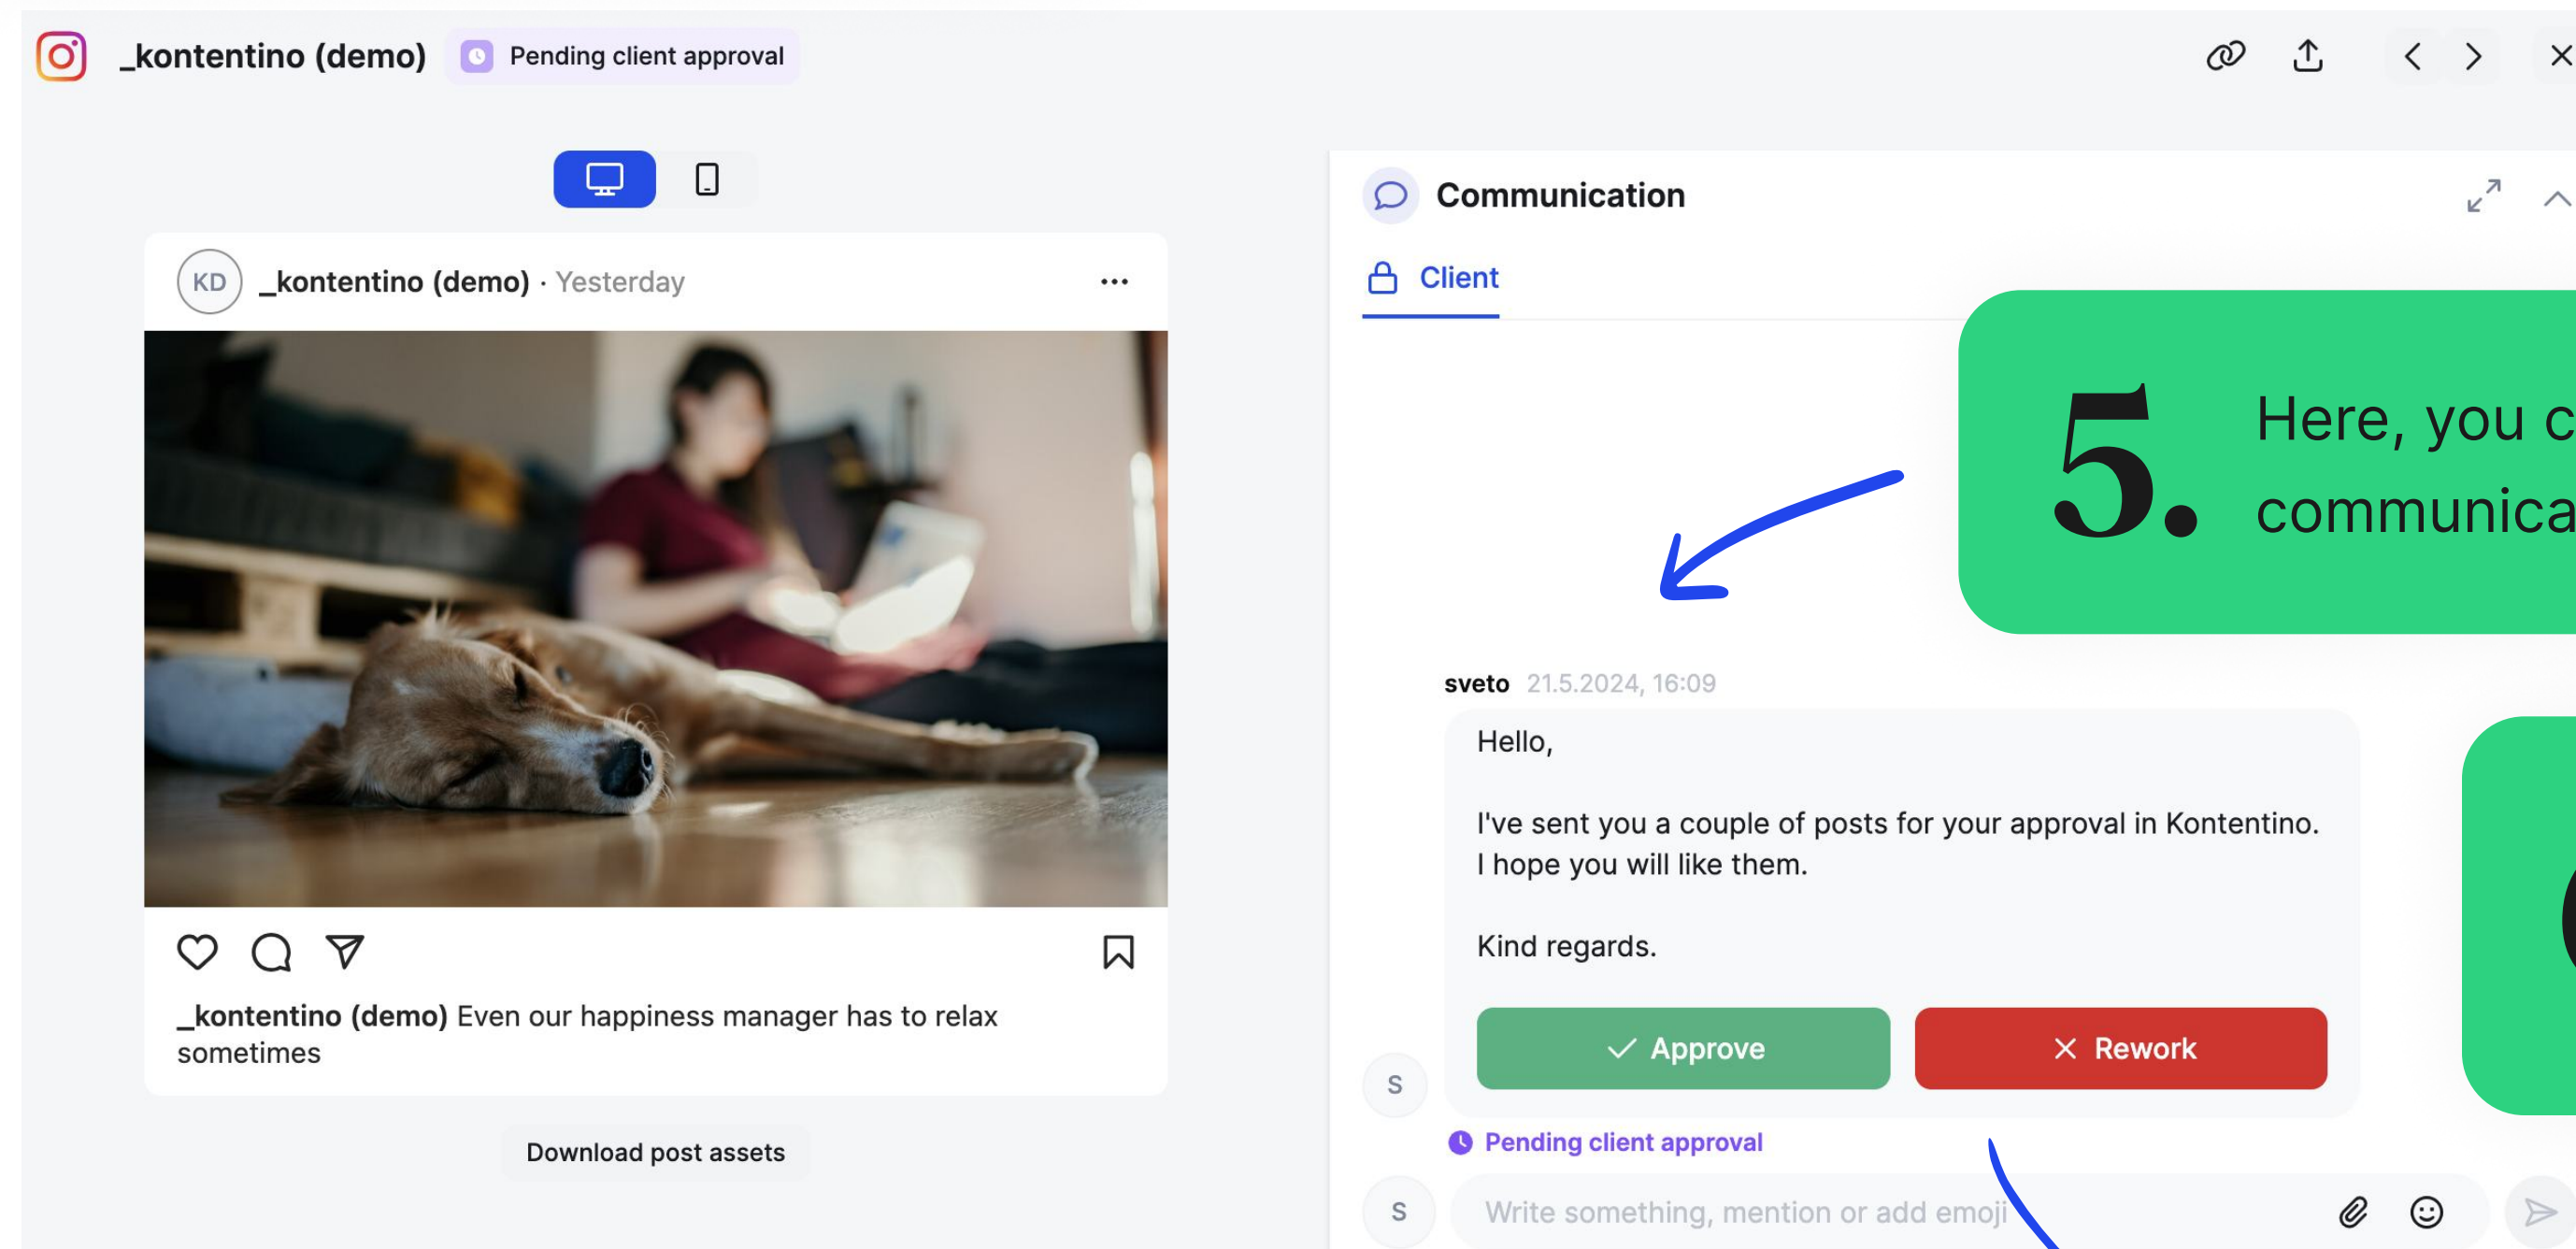 _kontentino (demo) Pending client approval
KD _kontentino (demo) · Yesterday
_kontentino (demo) Even our happiness manager has to relax
sometimes
Download post assets
Communication
Client
5.
Here, you
sveto 21.5.2024, 16:09
Hello,
I've sent you a couple of posts for your approval in Kontentino.
I hope you will like them.
Kind regards.
Approve
Rework
S
Pending client approval
S
Write something, mention or add emoji